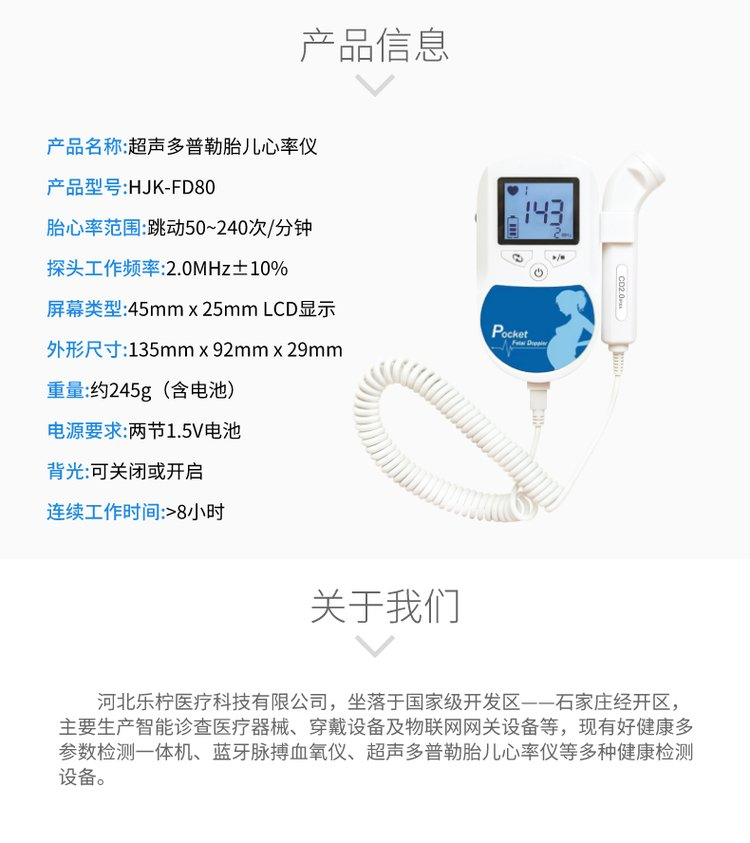 产品信息
产品名称:超声多普勒胎儿心率仪
产品型号:HJK-FD80
胎心率范围:跳动50~240次/分钟
探头工作频率:2.0MHz±10%
屏幕类型:45mm x 25mm LCD显示
外形尺寸:135mm x 92mm x 29mm
重量:约245g（含电池）
电源要求:两节1.5V电池
背光:可关闭或开启
连续工作时间:>8小时
1
143
2 MHz
Pocket
Fetal Doppler
CD2.0MHz
关于我们
河北乐柠医疗科技有限公司，坐落于国家级开发区——石家庄经开区，
主要生产智能诊查医疗器械、穿戴设备及物联网网关设备等，现有好健康多
参数检测一体机、蓝牙脉搏血氧仪、超声多普勒胎儿心率仪等多种健康检测
设备。